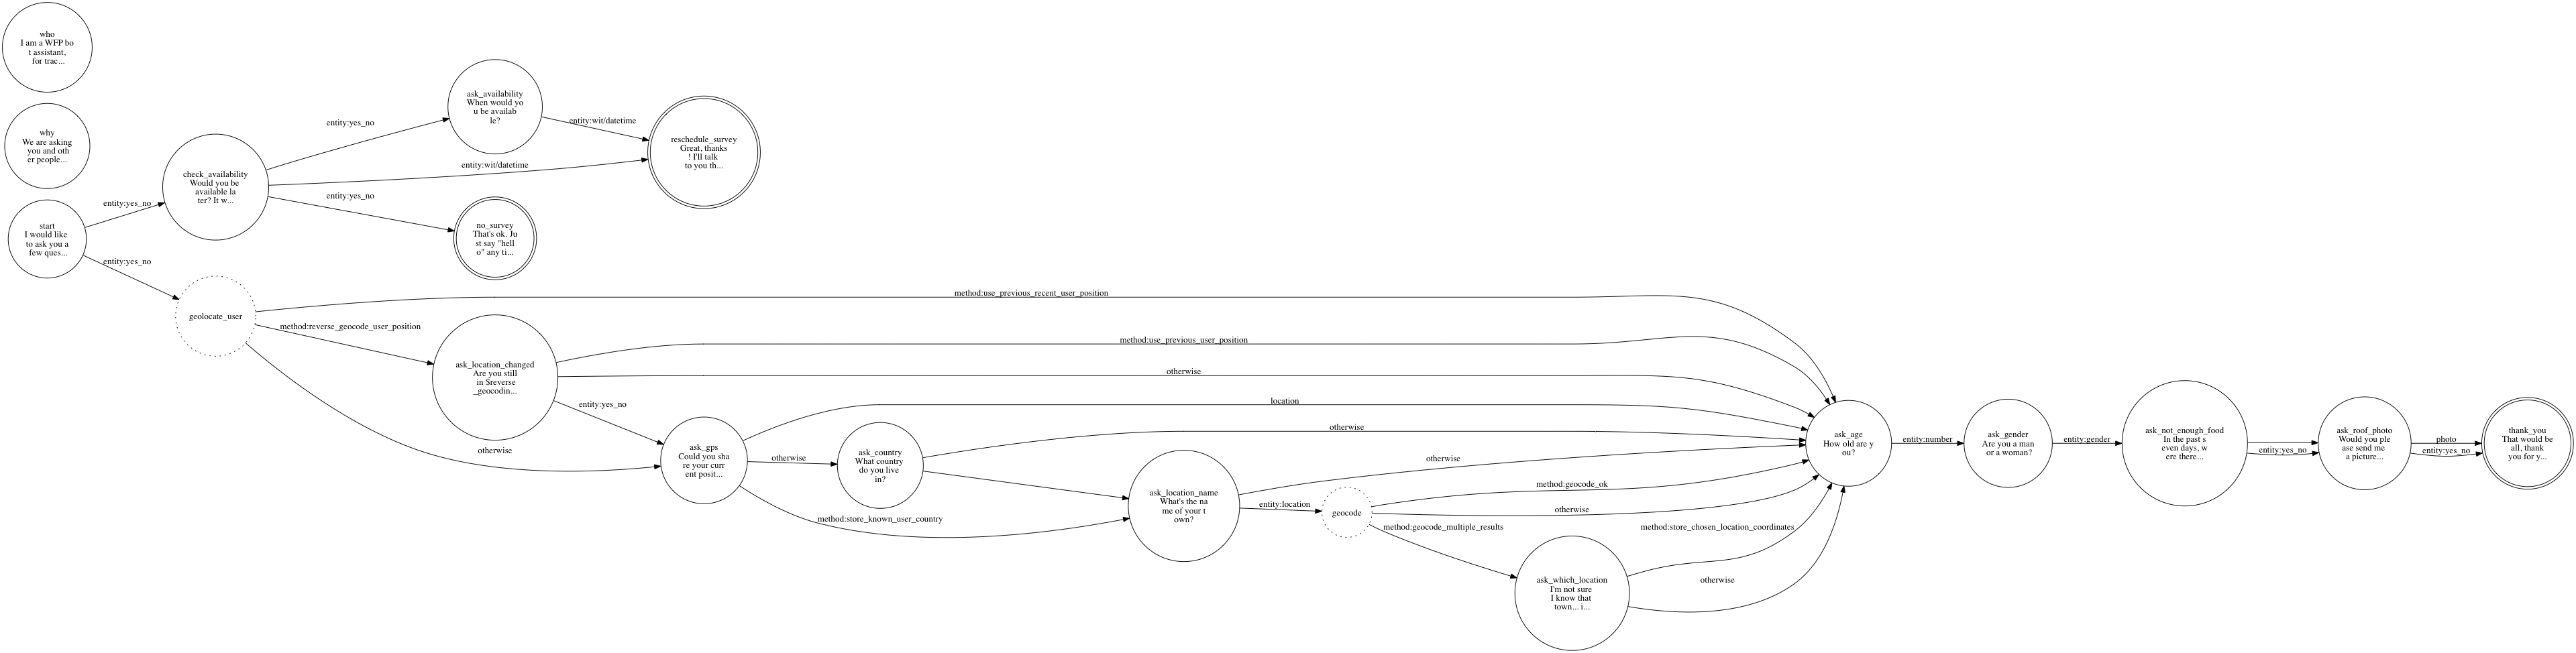 who
I am a WFP bo
t assistant,
for trac...
why
We are asking
you and oth
er people...
start
I would like
to ask you a
few ques...
entity:yes_no
entity:yes_no
check_availability
Would you be
available la
ter? It w...
entity:yes_no
entity:wit/datetime
entity:yes_no
ask_availability
When would yo
u be availab
le?
entity:wit/datetime
reschedule_survey
Great, thanks
! I'll talk
to you th...
no_survey
That's ok. Ju
st say "hell
o" any ti...
geolocate_user
method:use_previous_recent_user_position
method:reverse_geocode_user_position
otherwise
ask_location_changed
Are you still
in $reverse
_geocodin...
method:use_previous_user_position
otherwise
entity:yes_no
ask_gps
Could you sha
re your curr
ent posit...
location
otherwise
method:store_known_user_country
ask_country
What country
do you live
in?
otherwise
ask_location_name
What's the na
me of your t
own?
otherwise
entity:location
geocode
method:geocode_ok
otherwise
method:geocode_multiple_results
ask_which_location
I'm not sure
I know that
town... i...
method:store_chosen_location_coordinates
otherwise
ask_age
How old are y
ou?
entity:number
ask_gender
Are you a man
or a woman?
entity:gender
ask_not_enough_food
In the past s
even days, w
ere there...
entity:yes_no
ask_roof_photo
Would you ple
ase send me
a picture...
photo
entity:yes_no
thank_you
That would be
all, thank
you for y...